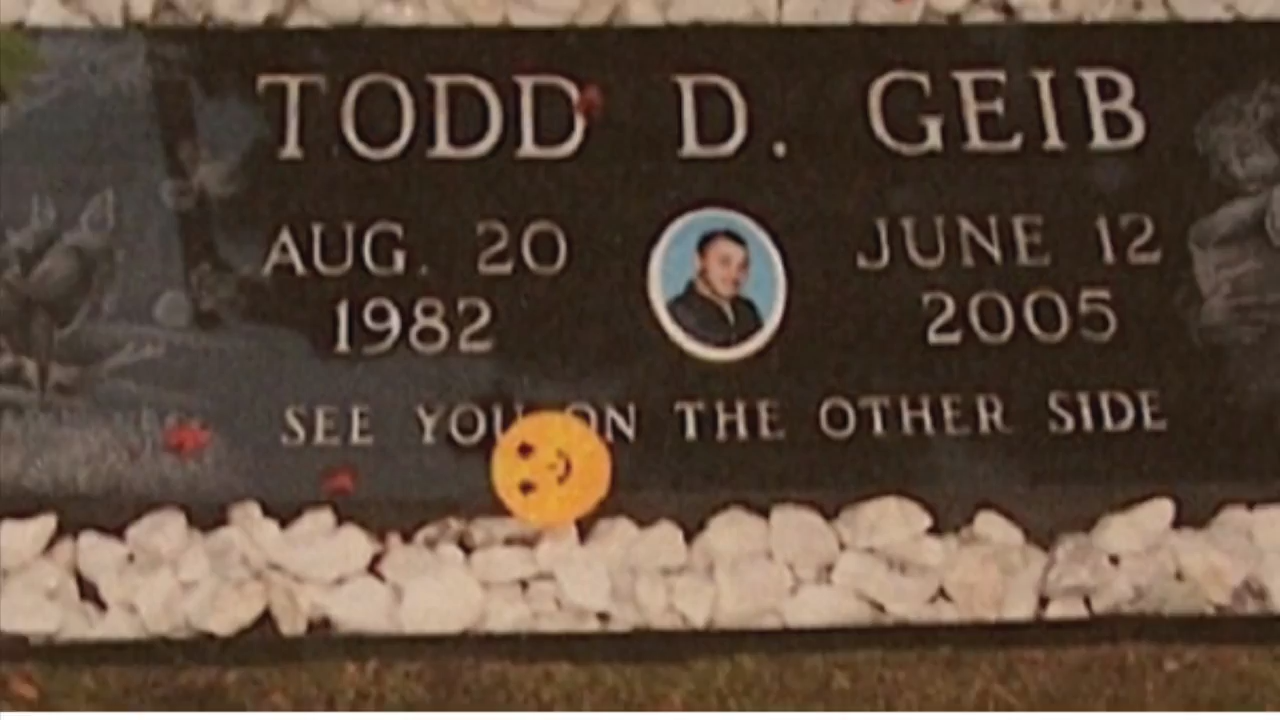 TODD D. GEIB
AUG. 20 JUNE 12
1982 2005
SEE YOU ON THE OTHER SIDE